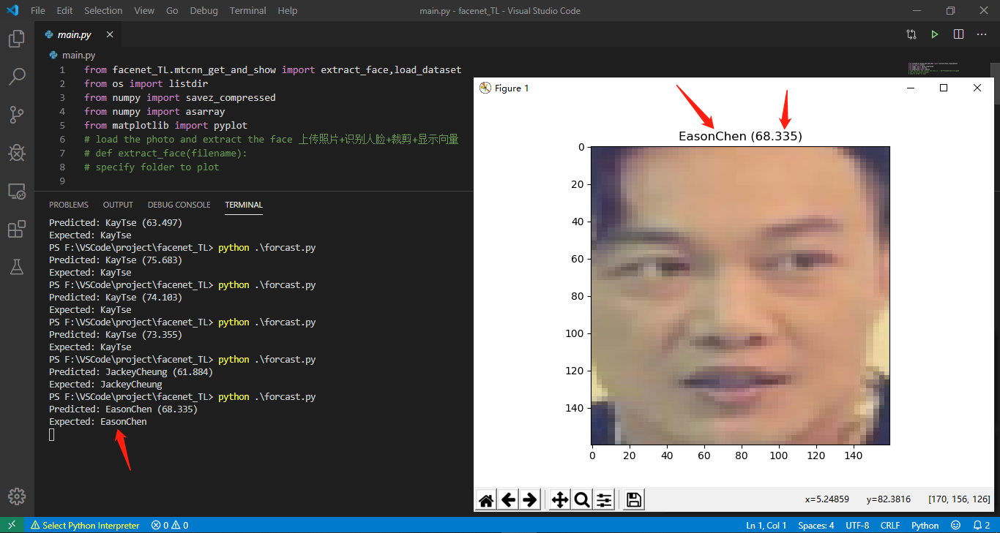 File Edit Selection View Go Debug Terminal Help
main.py - facenet_TL - Visual Studio Code
main.py
main.py
1 from facenet_TL.mtcnn_get_and_show import extract_face,load_dataset
2 from os import listdir
3 from numpy import savez_compressed
4 from numpy import asarray
5 from matplotlib import pyplot
6 # load the photo and extract the face 上传照片+识别人脸+裁剪+显示向量
7 # def extract_face(filename):
8 # specify folder to plot
9
PROBLEMS OUTPUT DEBUG CONSOLE TERMINAL
Predicted: KayTse (63.497)
Expected: KayTse
PS F:\VSCode\project\facenet_TL> python .\forcast.py
Predicted: KayTse (75.683)
Expected: KayTse
PS F:\VSCode\project\facenet_TL> python .\forcast.py
Predicted: KayTse (74.103)
Expected: KayTse
PS F:\VSCode\project\facenet_TL> python .\forcast.py
Predicted: KayTse (73.355)
Expected: KayTse
PS F:\VSCode\project\facenet_TL> python .\forcast.py
Predicted: JackeyCheung (61.884)
Expected: JackeyCheung
PS F:\VSCode\project\facenet_TL> python .\forcast.py
Predicted: EasonChen (68.335)
Expected: EasonChen
Figure 1
EasonChen (68.335)
0
20
40
60
80
100
120
140
0 20 40 60 80 100 120 140
x=5.24859 y=82.3816 [170, 156, 126]
Select Python Interpreter 0 0 Ln 1, Col 1 Spaces: 4 UTF-8 CRLF Python 2